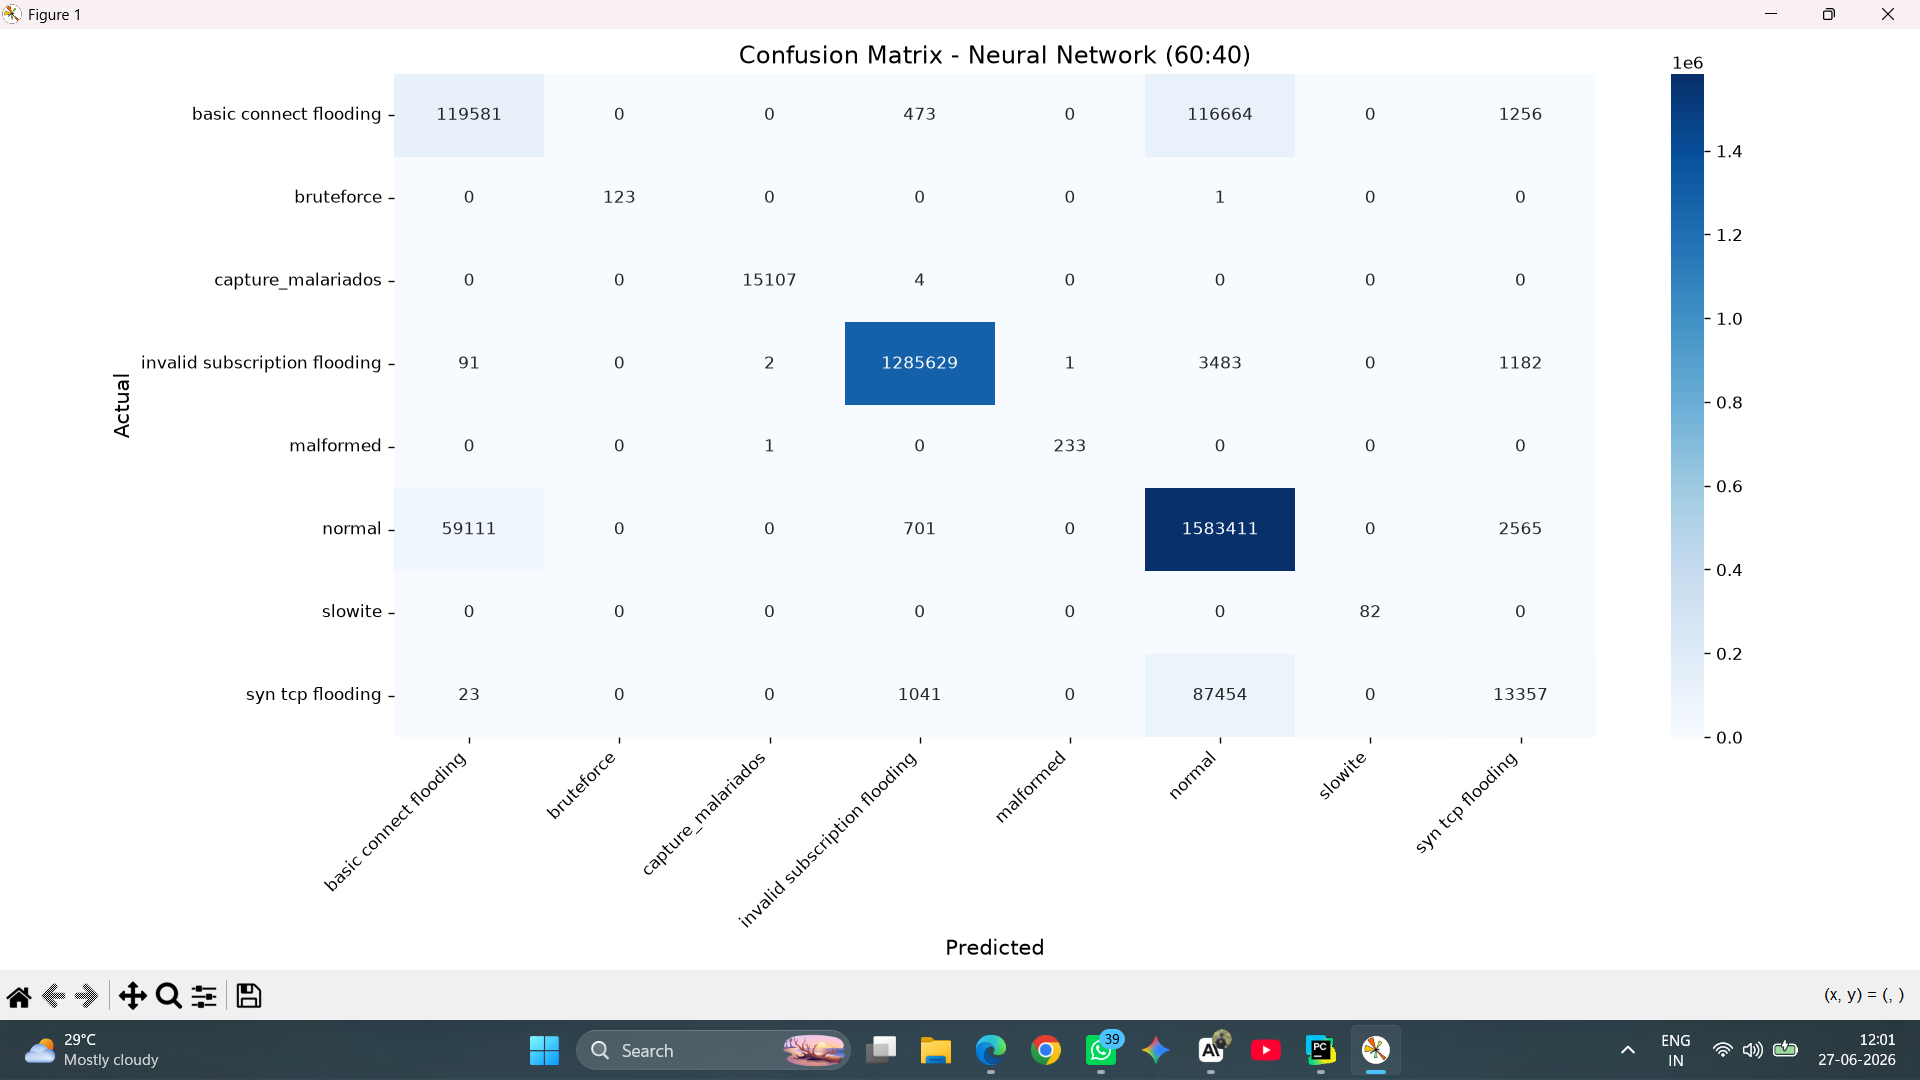 Figure 1
Confusion Matrix - Neural Network (60:40)
1e6
basic connect flooding 119581 0 0 473 0 116664 0 1256
bruteforce 0 123 0 0 0 1 0 0
capture_malariados 0 0 15107 4 0 0 0 0
invalid subscription flooding 91 0 2 1285629 1 3483 0 1182
malformed 0 0 1 0 233 0 0 0
normal 59111 0 0 701 0 1583411 0 2565
slowite 0 0 0 0 0 0 82 0
syn tcp flooding 23 0 0 1041 0 87454 0 13357
Actual
1.4
1.2
1.0
0.8
0.6
0.4
0.2
0.0
basic connect flooding
bruteforce
capture_malariados
invalid subscription flooding
malformed
normal
slowite
syn tcp flooding
Predicted
(x, y) = (, )
29°C
Mostly cloudy
Search
39
AI
PC
ENG
IN
12:01
27-06-2026